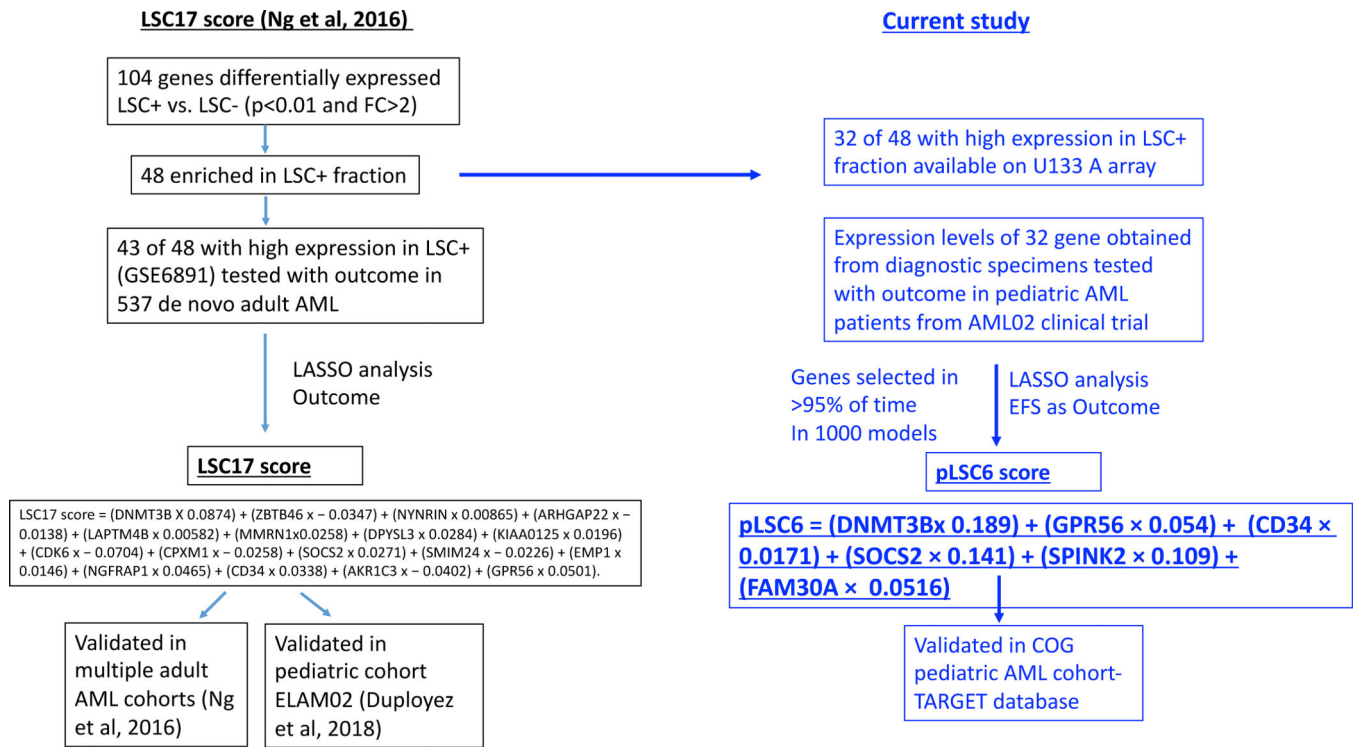 LSC17 score (Ng et al, 2016)
104 genes differentially expressed
LSC+ vs. LSC- (p<0.01 and FC>2)
48 enriched in LSC+ fraction
43 of 48 with high expression in LSC+
(GSE6891) tested with outcome in
537 de novo adult AML
LASSO analysis
Outcome
LSC17 score
LSC17 score = (DNMT3B X 0.0874) + (ZBTB46 x − 0.0347) + (NYNRIN x 0.00865) + (ARHGAP22 x −
0.0138) + (LAPTM4B x 0.00582) + (MMRN1x0.0258) + (DPYSL3 x 0.0284) + (KIAA0125 x 0.0196)
+ (CDK6 x − 0.0704) + (CPXM1 x − 0.0258) + (SOCS2 x 0.0271) + (SMIM24 x − 0.0226) + (EMP1 x
0.0146) + (NGFRAP1 x 0.0465) + (CD34 x 0.0338) + (AKR1C3 x − 0.0402) + (GPR56 x 0.0501).
Validated in
multiple adult
AML cohorts (Ng
et al, 2016)
Validated in
pediatric cohort
ELAM02 (Duployez
et al, 2018)
Current study
32 of 48 with high expression in LSC+
fraction available on U133 A array
Expression levels of 32 gene obtained
from diagnostic specimens tested
with outcome in pediatric AML
patients from AML02 clinical trial
Genes selected in
>95% of time
In 1000 models
LASSO analysis
EFS as Outcome
pLSC6 score
pLSC6 = (DNMT3Bx 0.189) + (GPR56 × 0.054) + (CD34 ×
0.0171) + (SOCS2 × 0.141) + (SPINK2 × 0.109) +
(FAM30A × 0.0516)
Validated in COG
pediatric AML cohort-
TARGET database